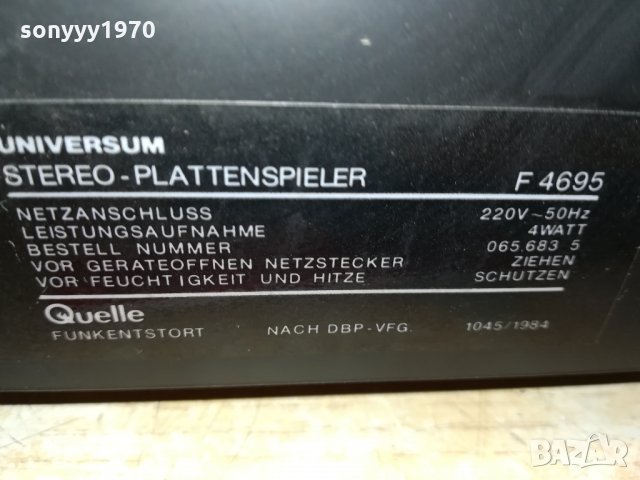 sonyyy1970
UNIVERSUM
STEREO-PLATTENSPIELER F 4695
NETZANSCHLUSS 220V~50Hz
LEISTUNGSAUFNAHME 4WATT
BESTELL NUMMER 065.683 5
VOR GERATEOFFNEN NETZSTECKER ZIEHEN
VOR FEUCHTIGKEIT UND HITZE SCHUTZEN
Quelle
FUNKENTSTORT NACH DBP-VFG. 1045/1984
BAZAR.bg